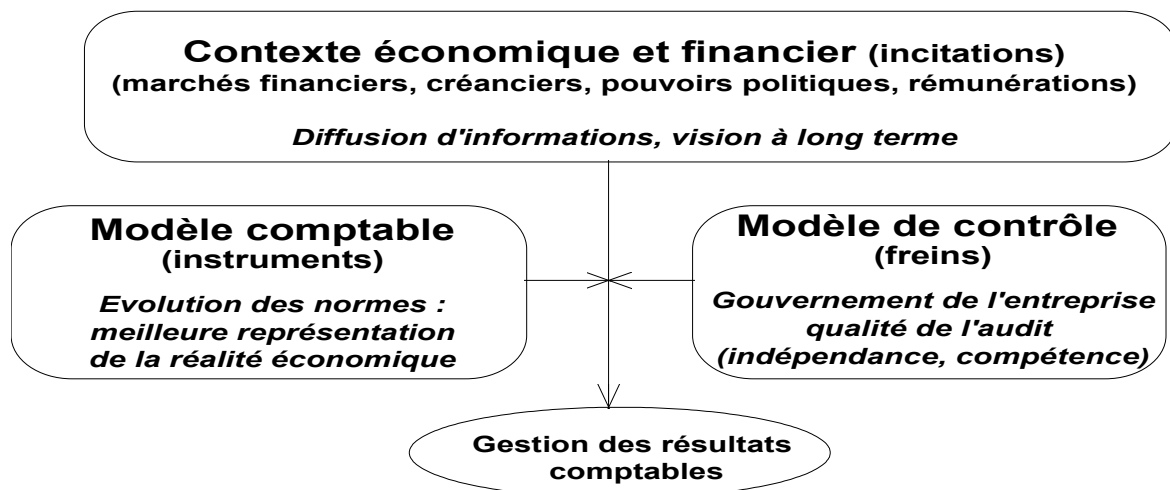 Contexte économique et financier (incitations)
(marchés financiers, créanciers, pouvoirs politiques, rémunérations)
Diffusion d'informations, vision à long terme
Modèle comptable
(instruments)
Evolution des normes :
meilleure représentation
de la réalité économique
Modèle de contrôle
(freins)
Gouvernement de l'entreprise
qualité de l'audit
(indépendance, compétence)
Gestion des résultats
comptables